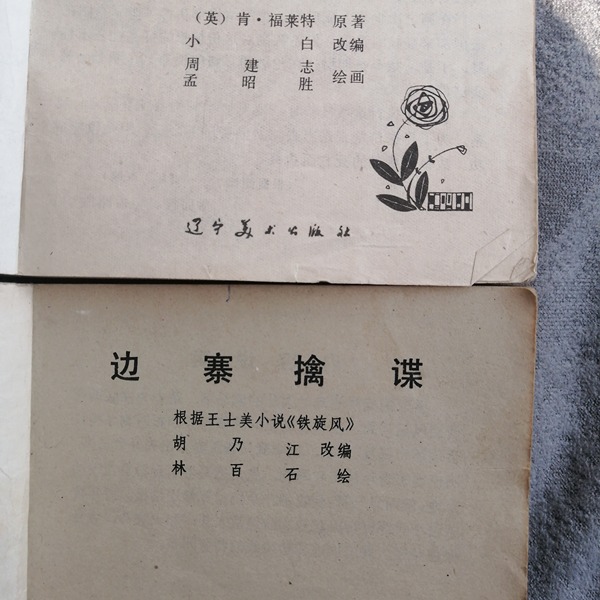 （英）肯·福莱特 原著
小白 改编
周建志
孟昭胜 绘画
辽宁美术出版社
边寨擒谍
根据王士美小说《铁旋风》
胡乃江 改编
林百石 绘